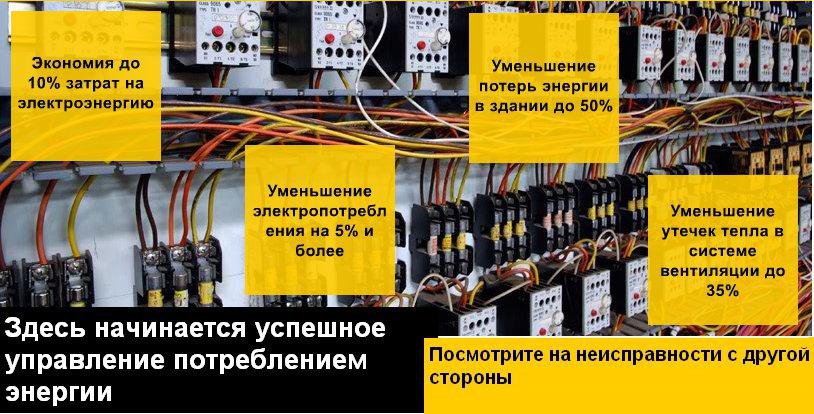 Экономия до
10% затрат на
электроэнергию
Уменьшение
потерь энергии
в здании до 50%
Уменьшение
электропотребл
ения на 5% и
более
Уменьшение
утечек тепла в
системе
вентиляции до
35%
Здесь начинается успешное
управление потреблением
энергии
Посмотрите на неисправности с другой
стороны